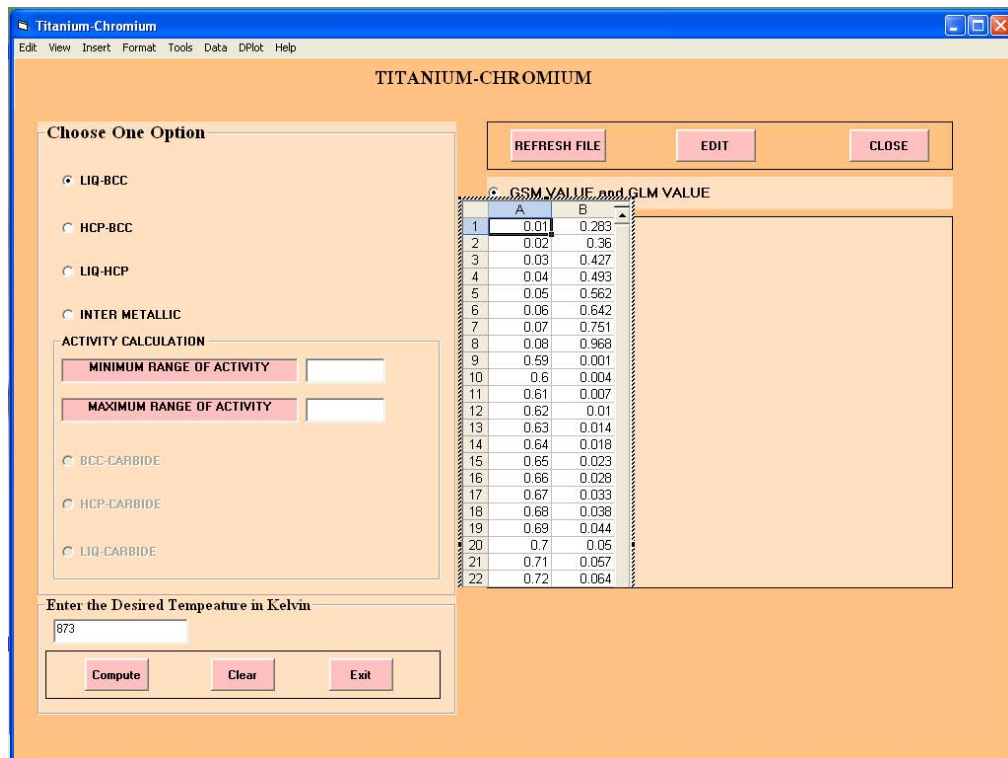 Titanium-Chromium
Edit View Insert Format Tools Data DPlot Help
TITANIUM-CHROMIUM
Choose One Option
LIQ-BCC
HCP-BCC
LIQ-HCP
INTER METALLIC
ACTIVITY CALCULATION
MINIMUM RANGE OF ACTIVITY
MAXIMUM RANGE OF ACTIVITY
BCC-CARBIDE
HCP-CARBIDE
LIQ-CARBIDE
Enter the Desired Tempeature in Kelvin
873
Compute Clear Exit
REFRESH FILE EDIT CLOSE
GSM VALUE and GLM VALUE
A B
1 0.01 0.283
2 0.02 0.36
3 0.03 0.427
4 0.04 0.493
5 0.05 0.562
6 0.06 0.642
7 0.07 0.751
8 0.08 0.968
9 0.59 0.001
10 0.6 0.004
11 0.61 0.007
12 0.62 0.01
13 0.63 0.014
14 0.64 0.018
15 0.65 0.023
16 0.66 0.028
17 0.67 0.033
18 0.68 0.038
19 0.69 0.044
20 0.7 0.05
21 0.71 0.057
22 0.72 0.064